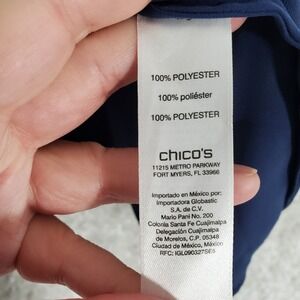 100% POLYESTER
100% poliéster
100% POLYESTER
chico's
11215 METRO PARKWAY
FORT MYERS, FL 33966
Importado en México por:
Importadora Globastic
S.A. de C.V.
Mario Pani No. 200
Colonia Santa Fe Cuajimalpa
Delegación Cuajimalpa
de Morelos, C.P. 05348
Ciudad de México, México
RFC: IGL090327SE5